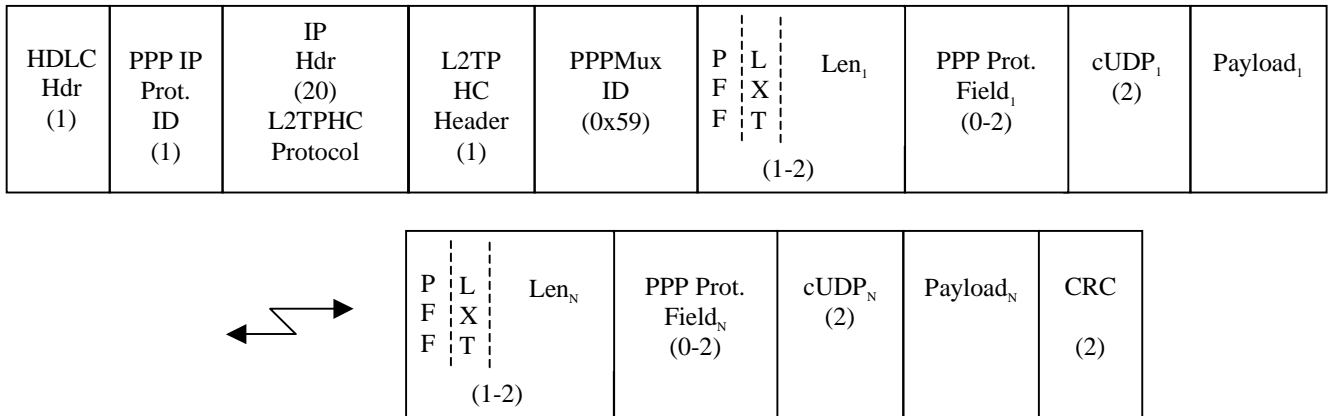 HDLC
Hdr
(1)
PPP IP
Prot.
ID
(1)
IP
Hdr
(20)
L2TPHC
Protocol
L2TP
HC
Header
(1)
PPPMux
ID
(0x59)
P
F
F
L
X
T
Len₁
(1-2)
PPP Prot.
Field₁
(0-2)
cUDP₁
(2)
Payload₁
P
F
F
L
X
T
Lenₙ
(1-2)
PPP Prot.
Fieldₙ
(0-2)
cUDPₙ
(2)
Payloadₙ
CRC
(2)